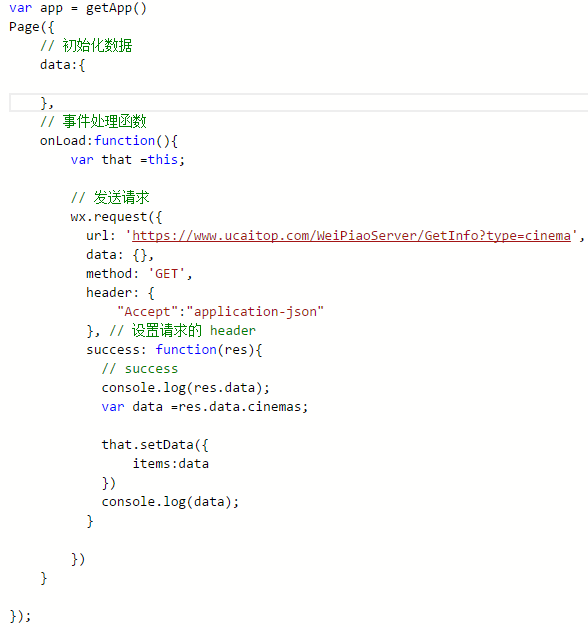 var app = getApp()
Page({
    // 初始化数据
    data:{

    },
    // 事件处理函数
    onLoad:function(){
        var that =this;

        // 发送请求
        wx.request({
          url: 'https://www.ucaitop.com/WeiPiaoServer/GetInfo?type=cinema',
          data: {},
          method: 'GET',
          header: {
              "Accept":"application-json"
          }, // 设置请求的 header
          success: function(res){
            // success
            console.log(res.data);
            var data =res.data.cinemas;

            that.setData({
                items:data
            })
            console.log(data);
          }

        })
    }

});